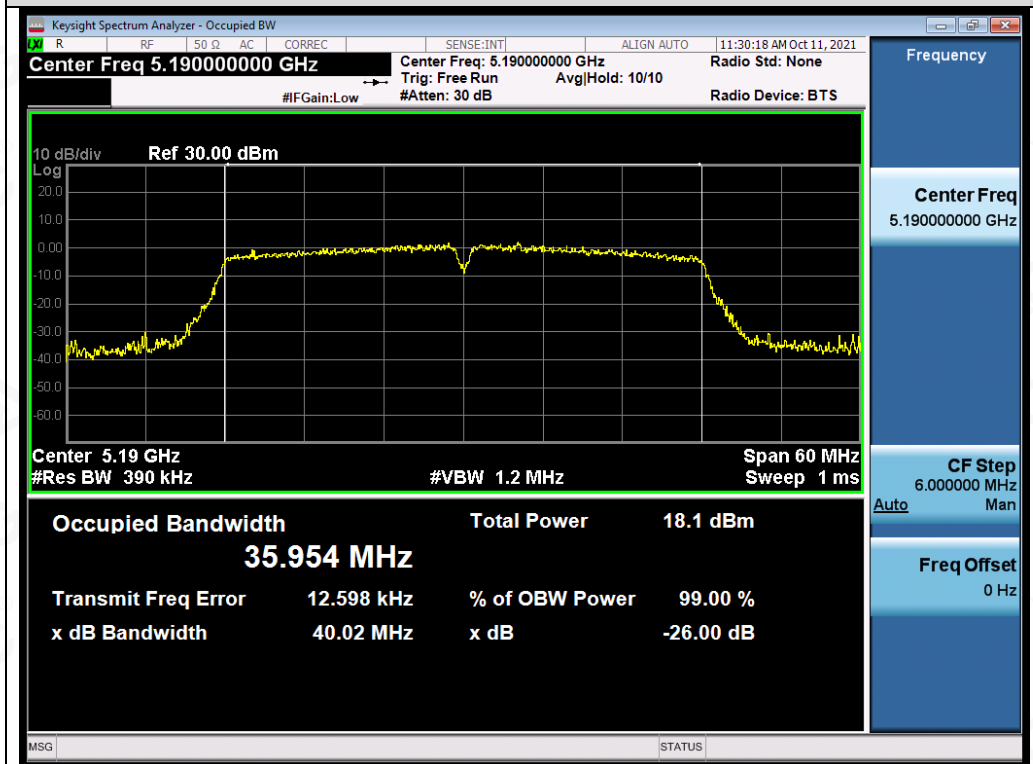 Keysight Spectrum Analyzer - Occupied BW
LXI R RF 50 Ω AC CORREC SENSE:INT ALIGN AUTO 11:30:18 AM Oct 11, 2021
Center Freq 5.190000000 GHz
Center Freq: 5.190000000 GHz Radio Std: None
Trig: Free Run Avg|Hold: 10/10
#IFGain:Low #Atten: 30 dB Radio Device: BTS
10 dB/div Ref 30.00 dBm
Log
20.0
10.0
0.00
-10.0
-20.0
-30.0
-40.0
-50.0
-60.0
Center 5.19 GHz Span 60 MHz
#Res BW 390 kHz #VBW 1.2 MHz Sweep 1 ms
Occupied Bandwidth Total Power 18.1 dBm
35.954 MHz
Transmit Freq Error 12.598 kHz % of OBW Power 99.00 %
x dB Bandwidth 40.02 MHz x dB -26.00 dB
Frequency
Center Freq
5.190000000 GHz
CF Step
6.000000 MHz
Auto Man
Freq Offset
0 Hz
MSG STATUS